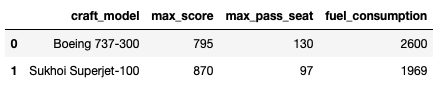 craft_model max_score max_pass_seat fuel_consumption
0 Boeing 737-300 795 130 2600
1 Sukhoi Superjet-100 870 97 1969